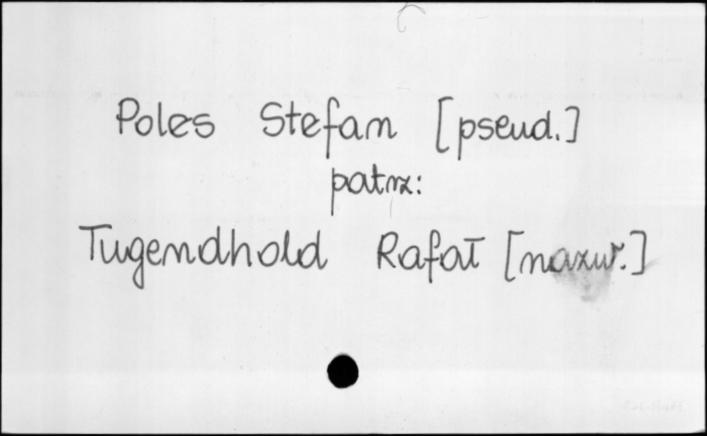 Poles Stefan [pseud.]
patrz:
Tugendhold Rafał [nazw.]